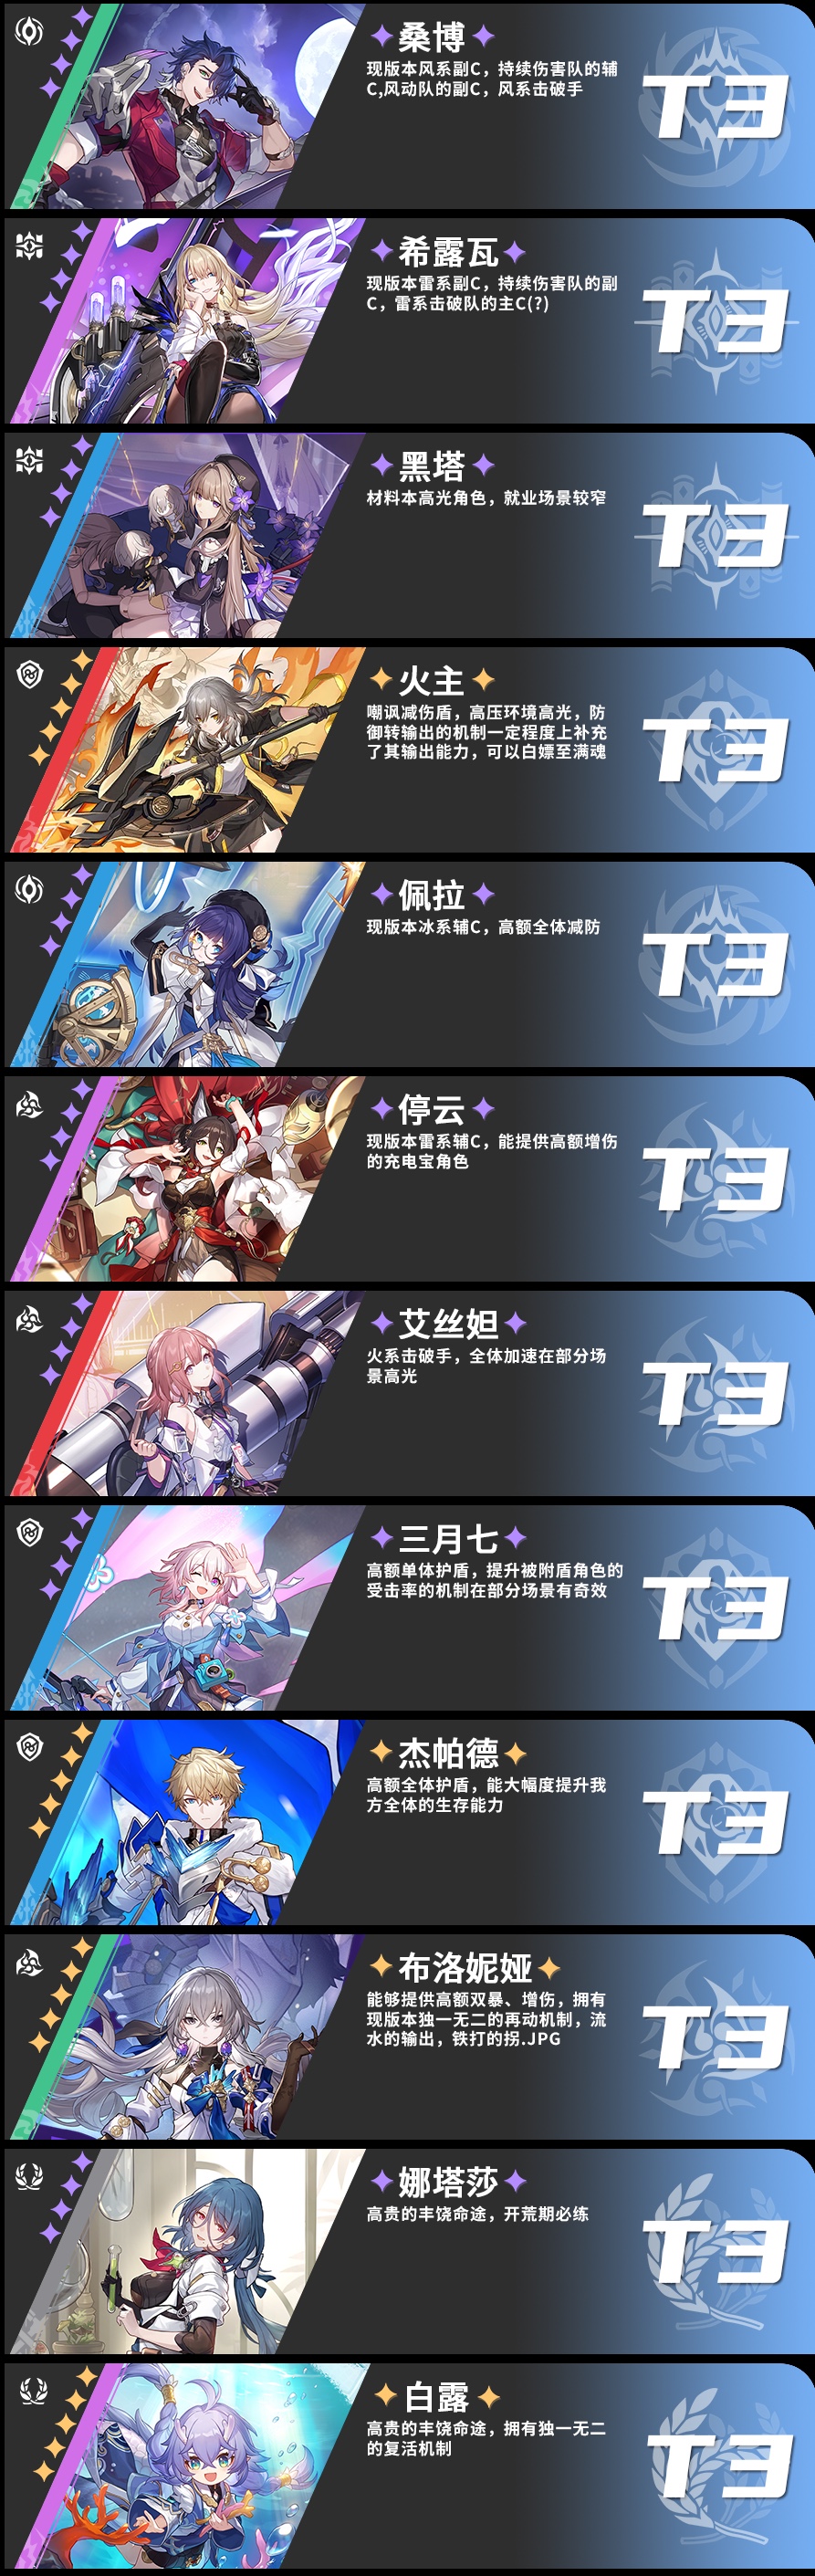 桑博
现版本风系副C，持续伤害队的辅
C,风动队的副C，风系击破手
T3
希露瓦
现版本雷系副C，持续伤害队的副
C，雷系击破队的主C(?)
T3
黑塔
材料本高光角色，就业场景较窄
T3
火主
嘲讽减伤盾，高压环境高光，防
御转输出的机制一定程度上补充
了其输出能力，可以白嫖至满魂
T3
佩拉
现版本冰系辅C，高额全体减防
T3
停云
现版本雷系辅C，能提供高额增伤
的充电宝角色
T3
艾丝妲
火系击破手，全体加速在部分场
景高光
T3
三月七
高额单体护盾，提升被附盾角色的
受击率的机制在部分场景有奇效
T3
杰帕德
高额全体护盾，能大幅度提升我
方全体的生存能力
T3
布洛妮娅
能够提供高额双暴、增伤，拥有
现版本独一无二的再动机制，流
水的输出，铁打的拐.JPG
T3
娜塔莎
高贵的丰饶命途，开荒期必练
T3
白露
高贵的丰饶命途，拥有独一无二
的复活机制
T3